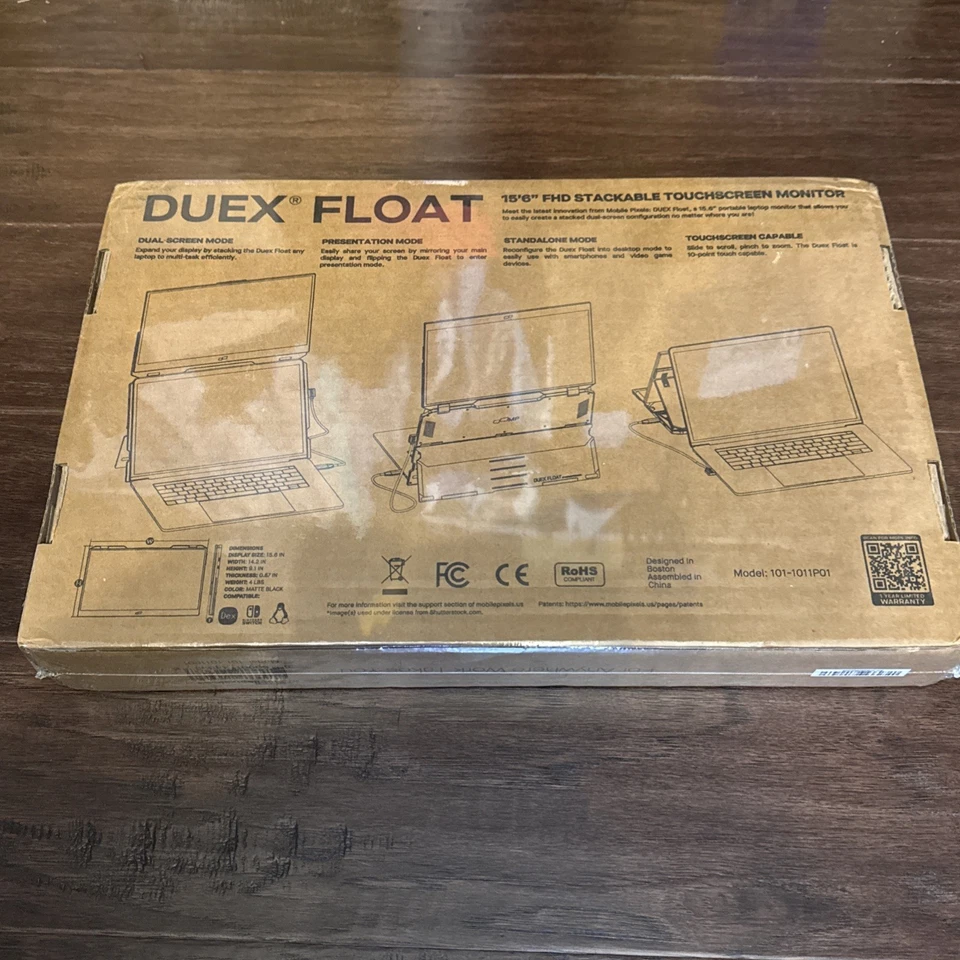 DUEX® FLOAT
15'6" FHD STACKABLE TOUCHSCREEN MONITOR
Meet the latest innovation from Mobile Pixels: DUEX Float, a 15.6" portable laptop monitor that allows you
to easily create a stacked dual-screen configuration no matter where you are!
DUAL-SCREEN MODE
Expand your display by stacking the Duex Float any
laptop to multi-task efficiently.
PRESENTATION MODE
Easily share your screen by mirroring your main
display and flipping the Duex Float to enter
presentation mode.
STANDALONE MODE
Reconfigure the Duex Float into desktop mode to
easily use with smartphones and video game
devices.
TOUCHSCREEN CAPABLE
Slide to scroll, pinch to zoom. The Duex Float is
10-point touch capable.
DUEX FLOAT
W
DIMENSIONS
DISPLAY SIZE: 15.6 IN
WIDTH: 14.2 IN
HEIGHT: 9.1 IN
THICKNESS: 0.67 IN
WEIGHT: 4 LBS
COLOR: MATTE BLACK
COMPATIBLE:
Dex
FC
CE
RoHS
COMPLIANT
Designed in
Boston
Assembled in
China
Model: 101-1011P01
SCAN FOR MORE INFO
1 YEAR LIMITED
WARRANTY
For more information visit the support section of mobilepixels.us
Patents: https://www.mobilepixels.us/pages/patents
*Image(s) used under license from Shutterstock.com